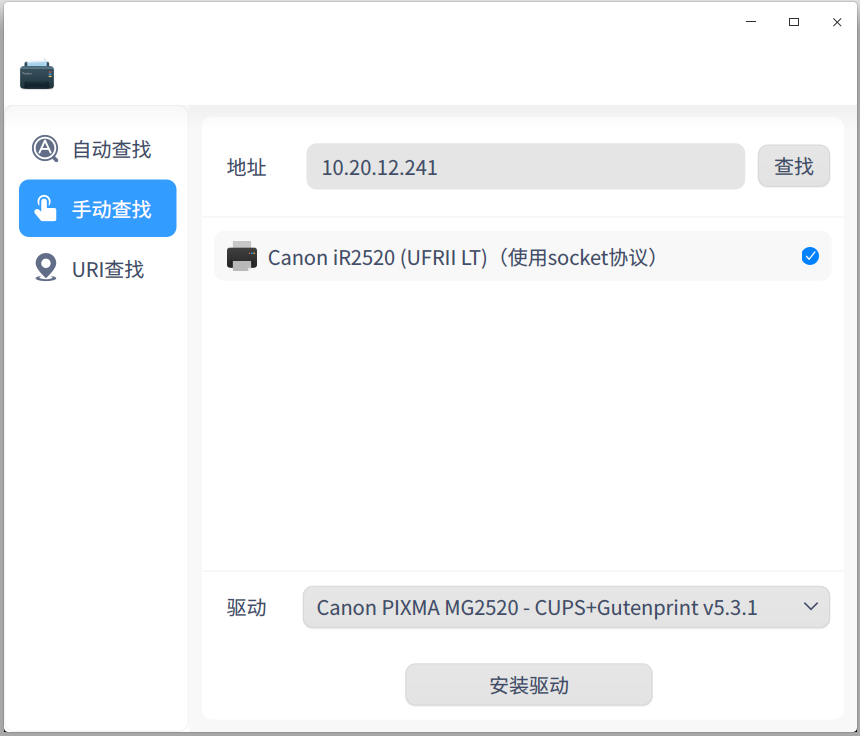 自动查找
手动查找
URI查找
地址 10.20.12.241 查找
Canon iR2520 (UFRII LT)（使用socket协议）
驱动 Canon PIXMA MG2520 - CUPS+Gutenprint v5.3.1
安装驱动